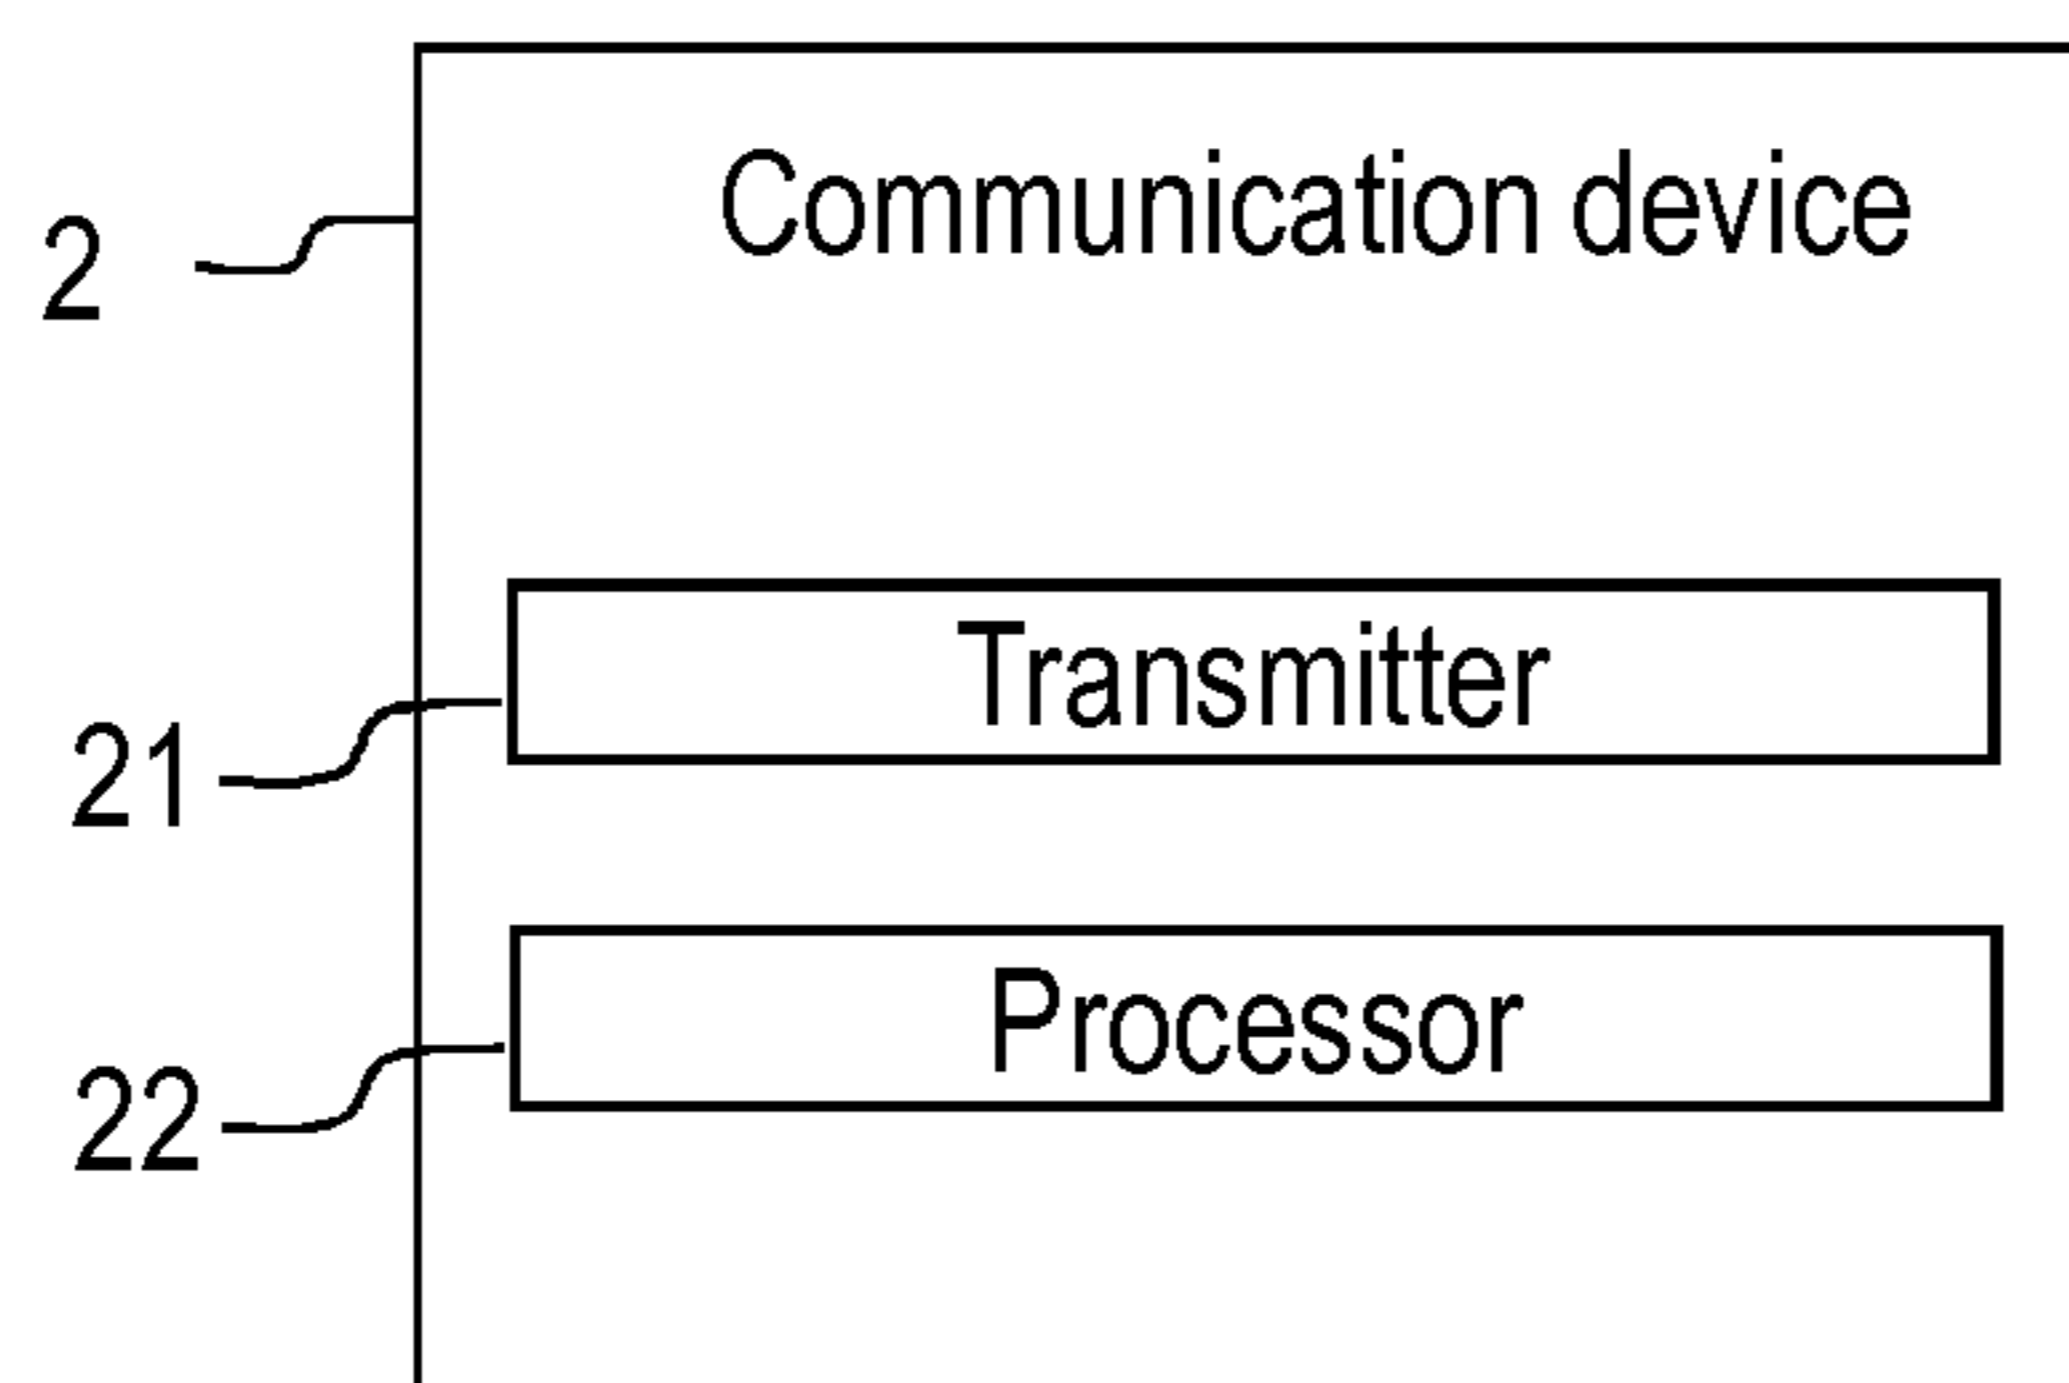 Communication device
2
Transmitter
21
Processor
22